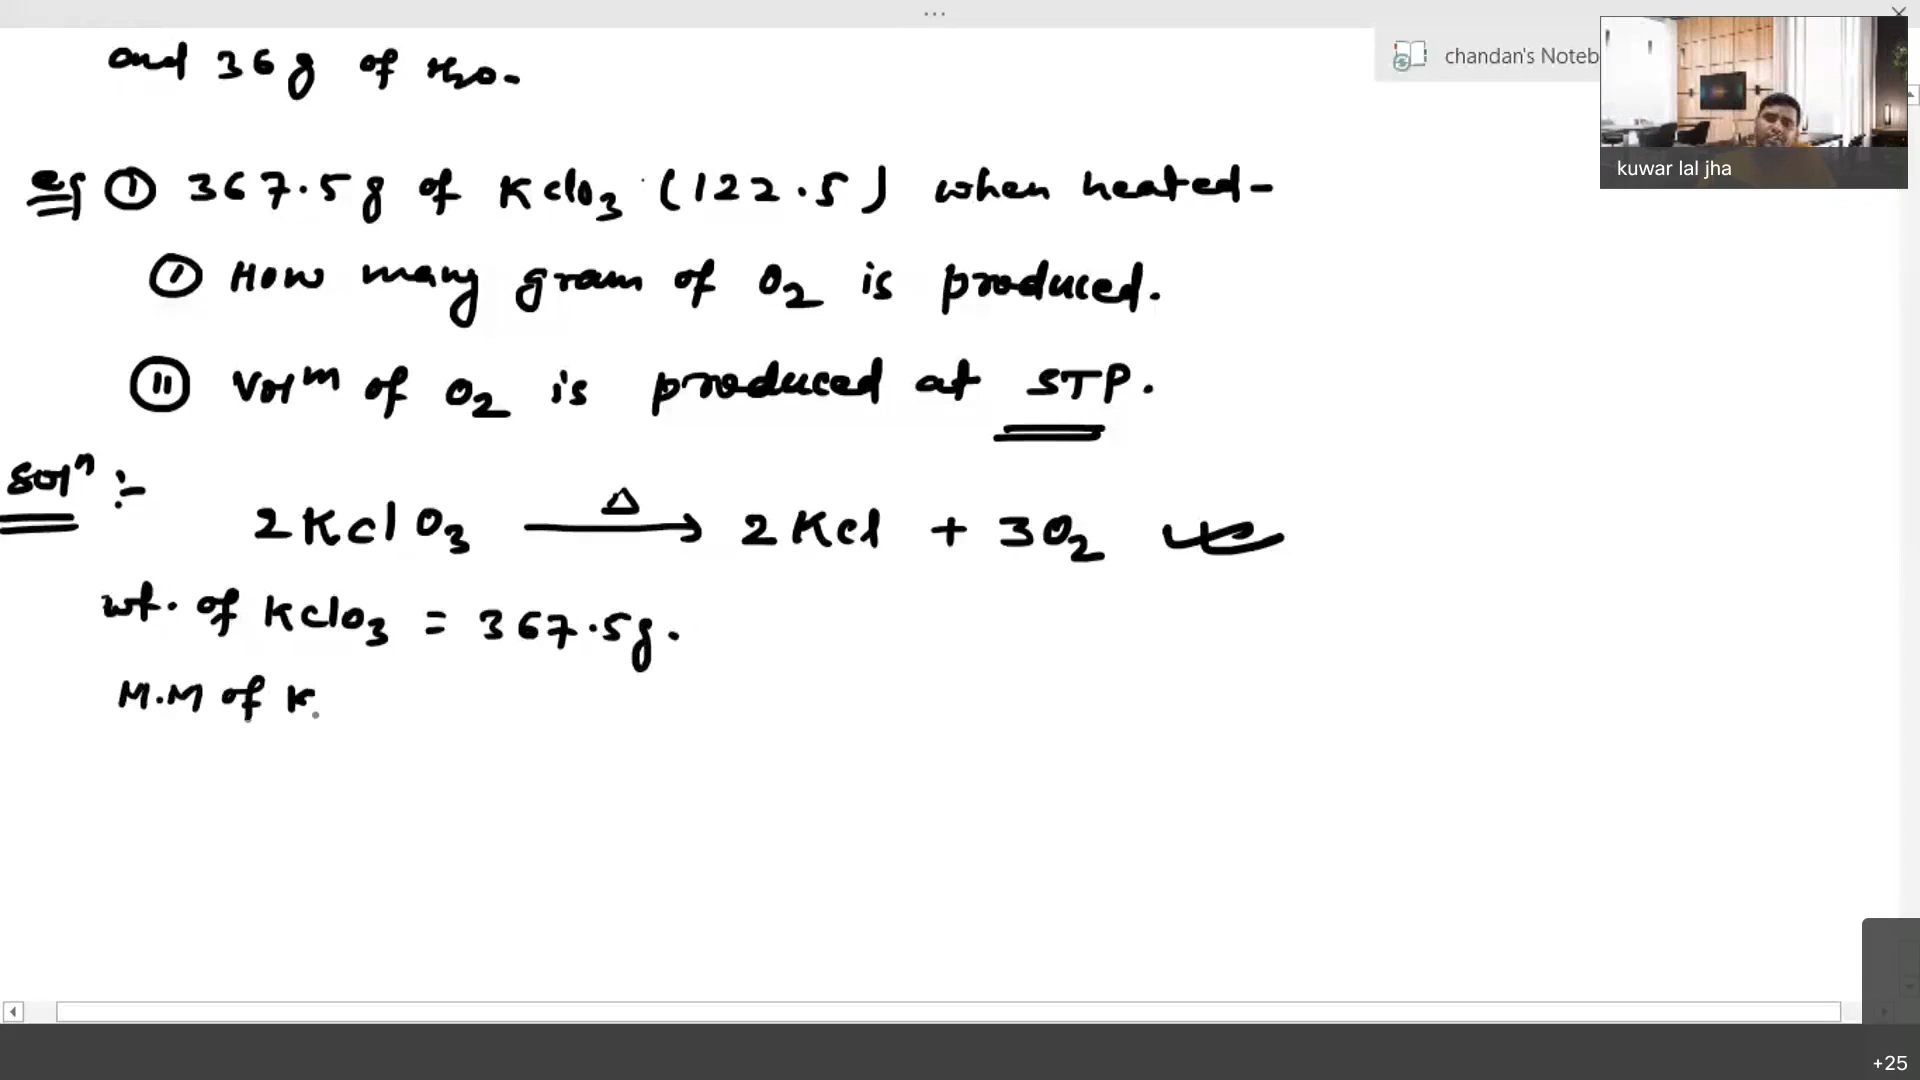 ...
chandan's Noteb
kuwar lal jha
and 36 g of H2O.
eg ① 367.5g of KClO3 (122.5) when heated-
① How many gram of O2 is produced.
② Volm of O2 is produced at STP.
Soln :-
2KClO3 —Δ→ 2KCl + 3O2
wt. of KClO3 = 367.5g.
M.M of K
+25